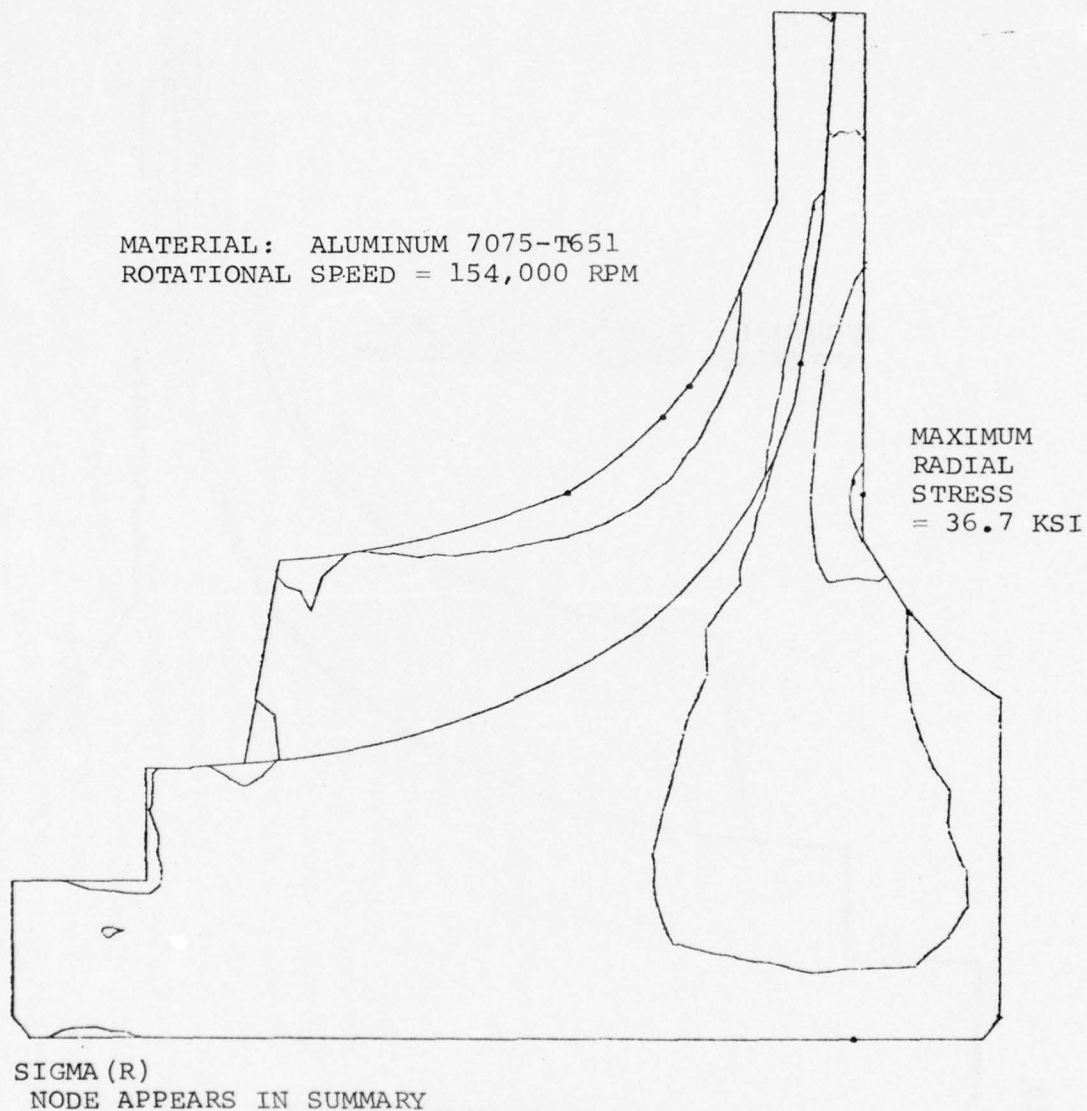 MATERIAL: ALUMINUM 7075-T651
ROTATIONAL SPEED = 154,000 RPM
MAXIMUM
RADIAL
STRESS
= 36.7 KSI
SIGMA(R)
NODE APPEARS IN SUMMARY